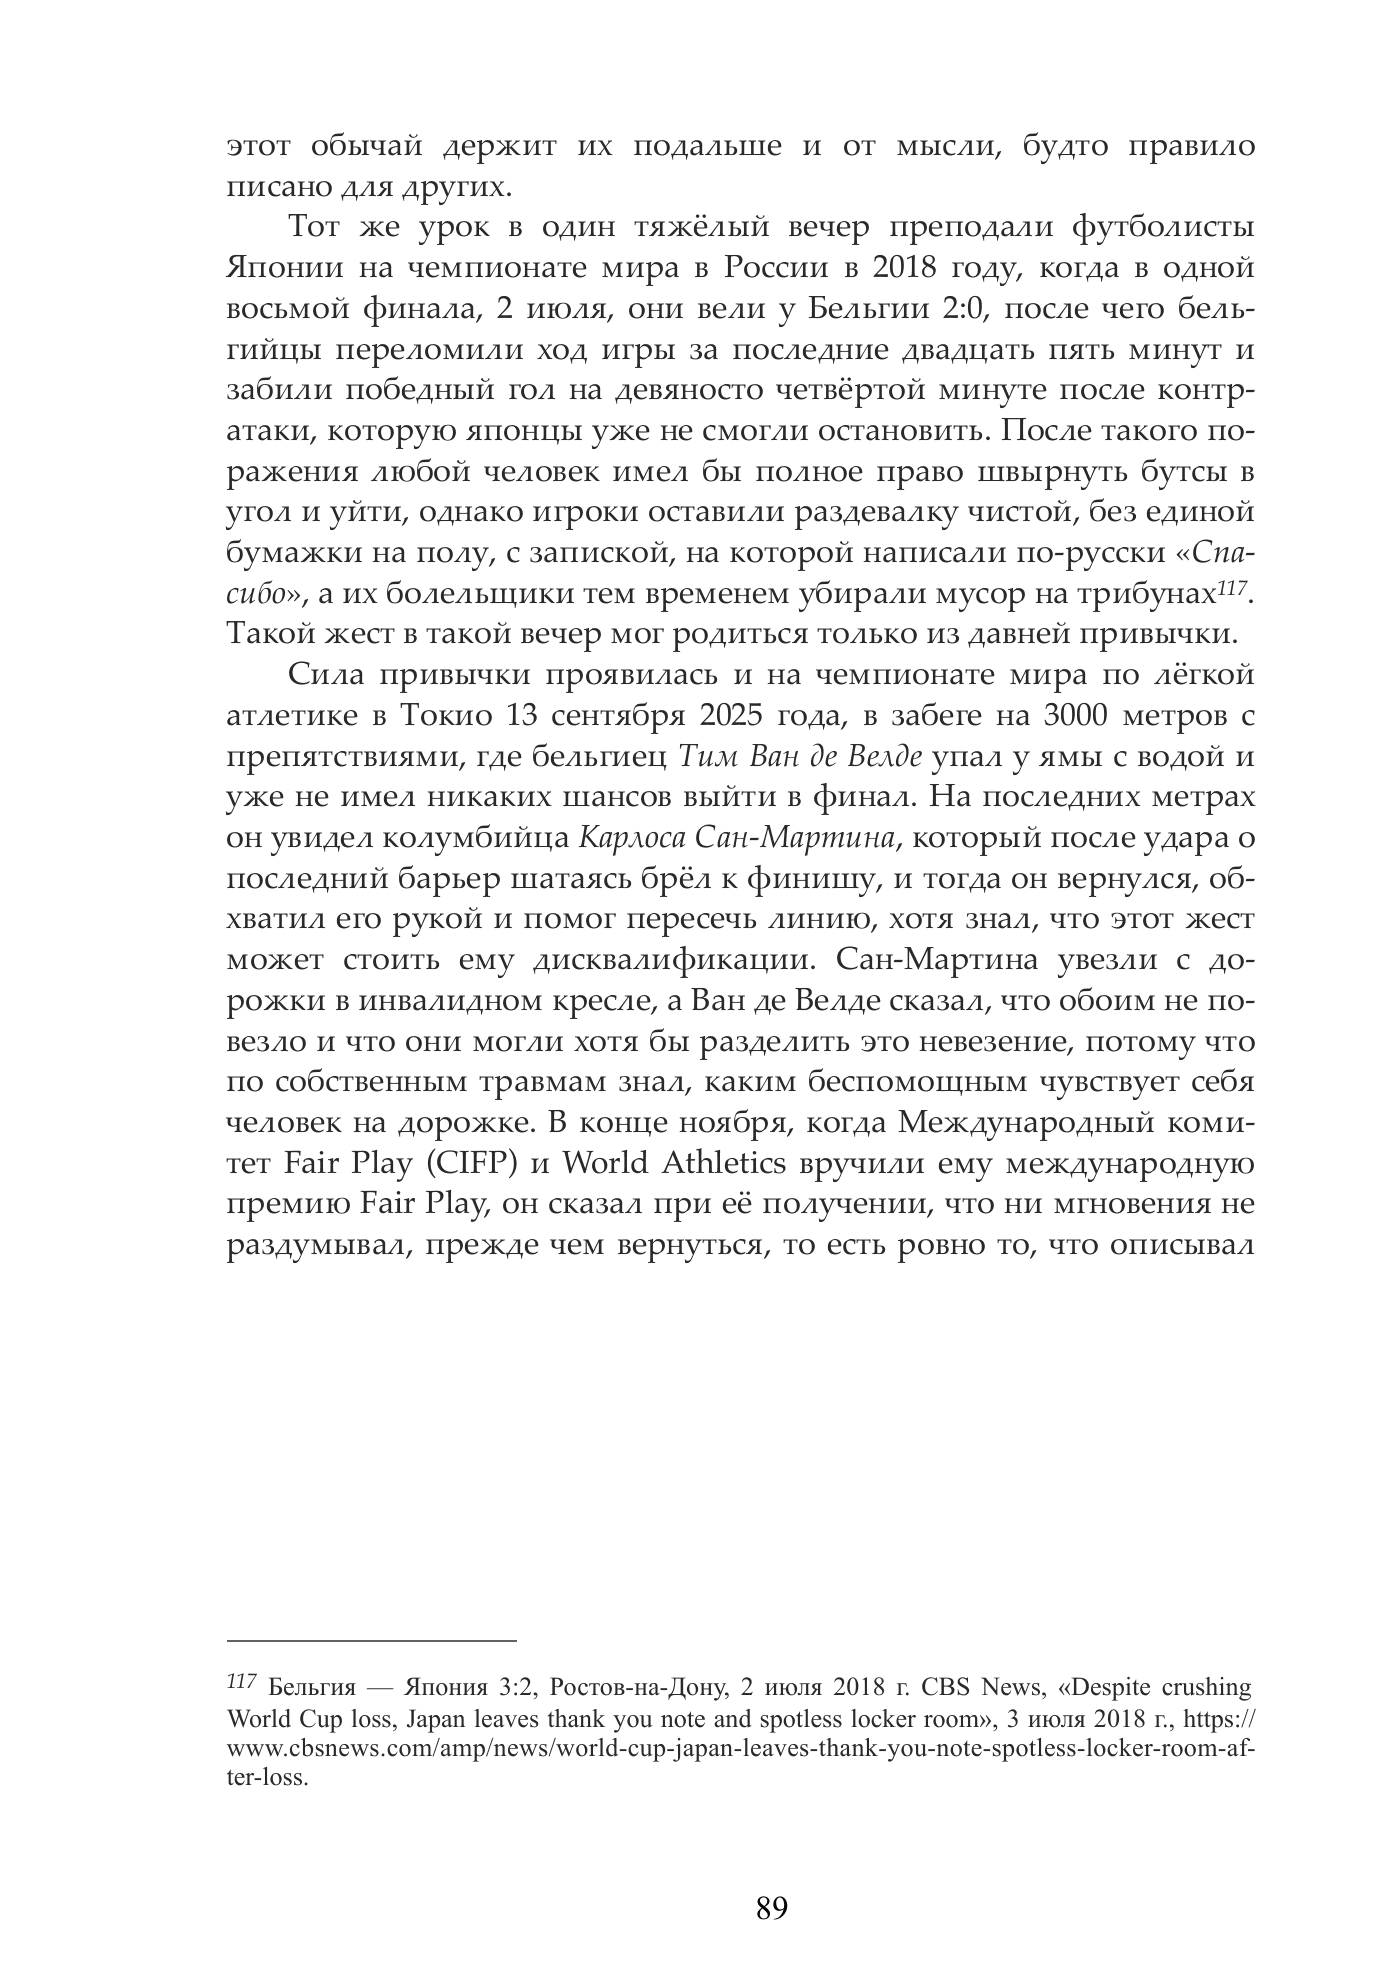 этот обычай держит их подальше и от мысли, будто правило
писано для других.
Тот же урок в один тяжёлый вечер преподали футболисты
Японии на чемпионате мира в России в 2018 году, когда в одной
восьмой финала, 2 июля, они вели у Бельгии 2:0, после чего бель-
гийцы переломили ход игры за последние двадцать пять минут и
забили победный гол на девяносто четвёртой минуте после контр-
атаки, которую японцы уже не смогли остановить. После такого по-
ражения любой человек имел бы полное право швырнуть бутсы в
угол и уйти, однако игроки оставили раздевалку чистой, без единой
бумажки на полу, с запиской, на которой написали по-русски «Спа-
сибо», а их болельщики тем временем убирали мусор на трибунах117.
Такой жест в такой вечер мог родиться только из давней привычки.
Сила привычки проявилась и на чемпионате мира по лёгкой
атлетике в Токио 13 сентября 2025 года, в забеге на 3000 метров с
препятствиями, где бельгиец Тим Ван де Велде упал у ямы с водой и
уже не имел никаких шансов выйти в финал. На последних метрах
он увидел колумбийца Карлоса Сан-Мартина, который после удара о
последний барьер шатаясь брёл к финишу, и тогда он вернулся, об-
хватил его рукой и помог пересечь линию, хотя знал, что этот жест
может стоить ему дисквалификации. Сан-Мартина увезли с до-
рожки в инвалидном кресле, а Ван де Велде сказал, что обоим не по-
везло и что они могли хотя бы разделить это невезение, потому что
по собственным травмам знал, каким беспомощным чувствует себя
человек на дорожке. В конце ноября, когда Международный коми-
тет Fair Play (CIFP) и World Athletics вручили ему международную
премию Fair Play, он сказал при её получении, что ни мгновения не
раздумывал, прежде чем вернуться, то есть ровно то, что описывал
117 Бельгия — Япония 3:2, Ростов-на-Дону, 2 июля 2018 г. CBS News, «Despite crushing
World Cup loss, Japan leaves thank you note and spotless locker room», 3 июля 2018 г., https://
www.cbsnews.com/amp/news/world-cup-japan-leaves-thank-you-note-spotless-locker-room-af-
ter-loss.
89